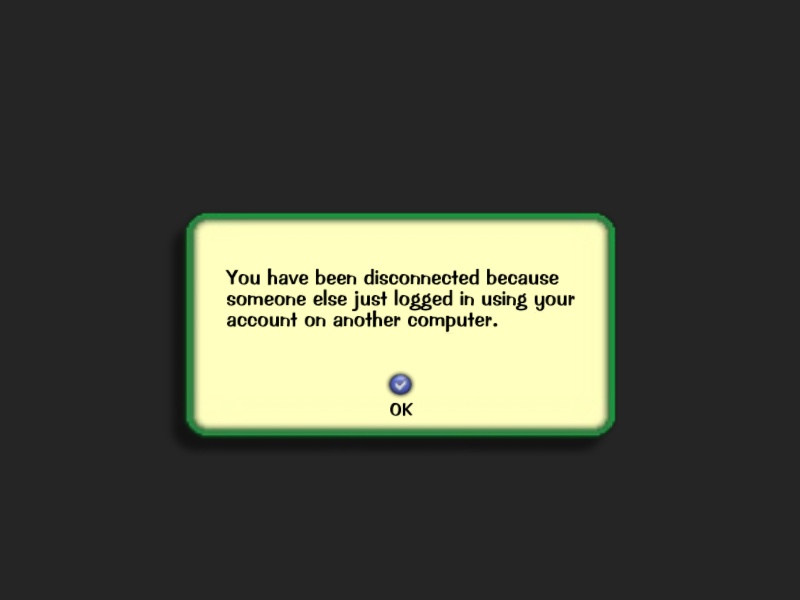 You have been disconnected because
someone else just logged in using your
account on another computer.
OK